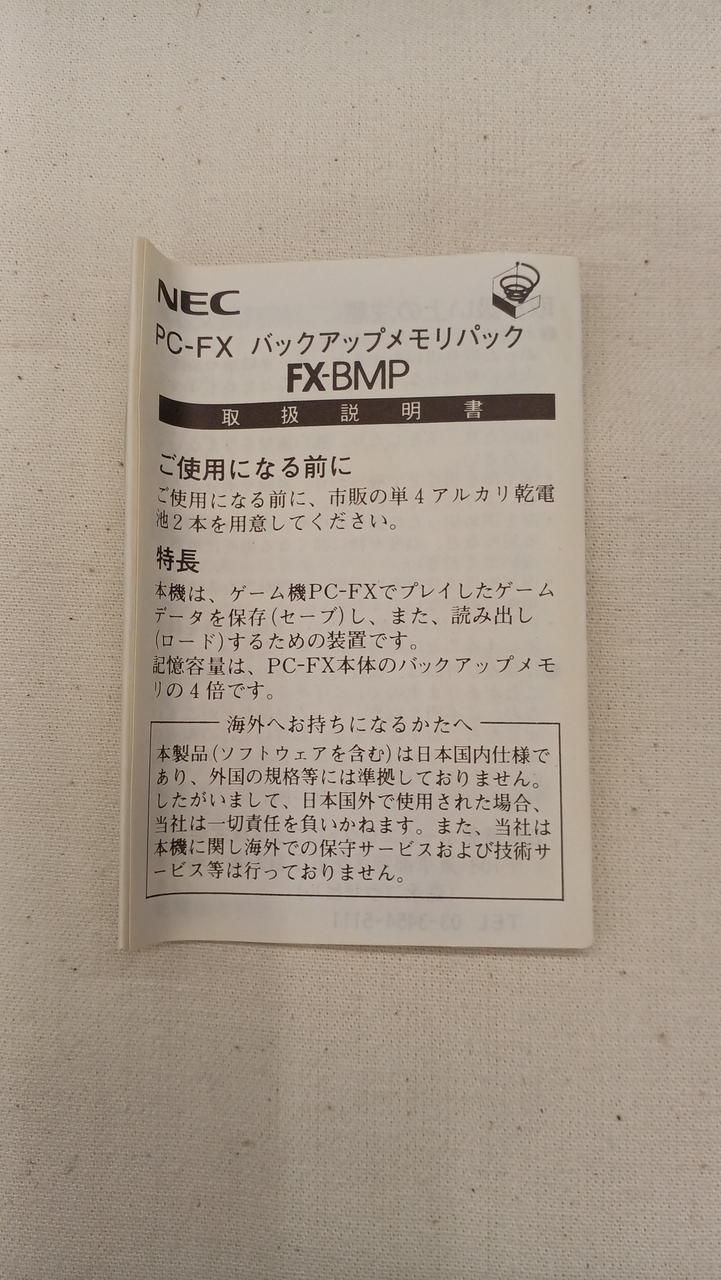 NEC
PC-FX バックアップメモリパック
FX-BMP
取扱説明書
ご使用になる前に
ご使用になる前に、市販の単4アルカリ乾電
池2本を用意してください。
特長
本機は、ゲーム機PC-FXでプレイしたゲーム
データを保存(セーブ)し、また、読み出し
(ロード)するための装置です。
記憶容量は、PC-FX本体のバックアップメモ
リの4倍です。
海外へお持ちになるかたへ
本製品(ソフトウェアを含む)は日本国内仕様で
あり、外国の規格等には準拠しておりません。
したがいまして、日本国外で使用された場合、
当社は一切責任を負いかねます。また、当社は
本機に関し海外での保守サービスおよび技術サ
ービス等は行っておりません。
TEL 03-3454-5111